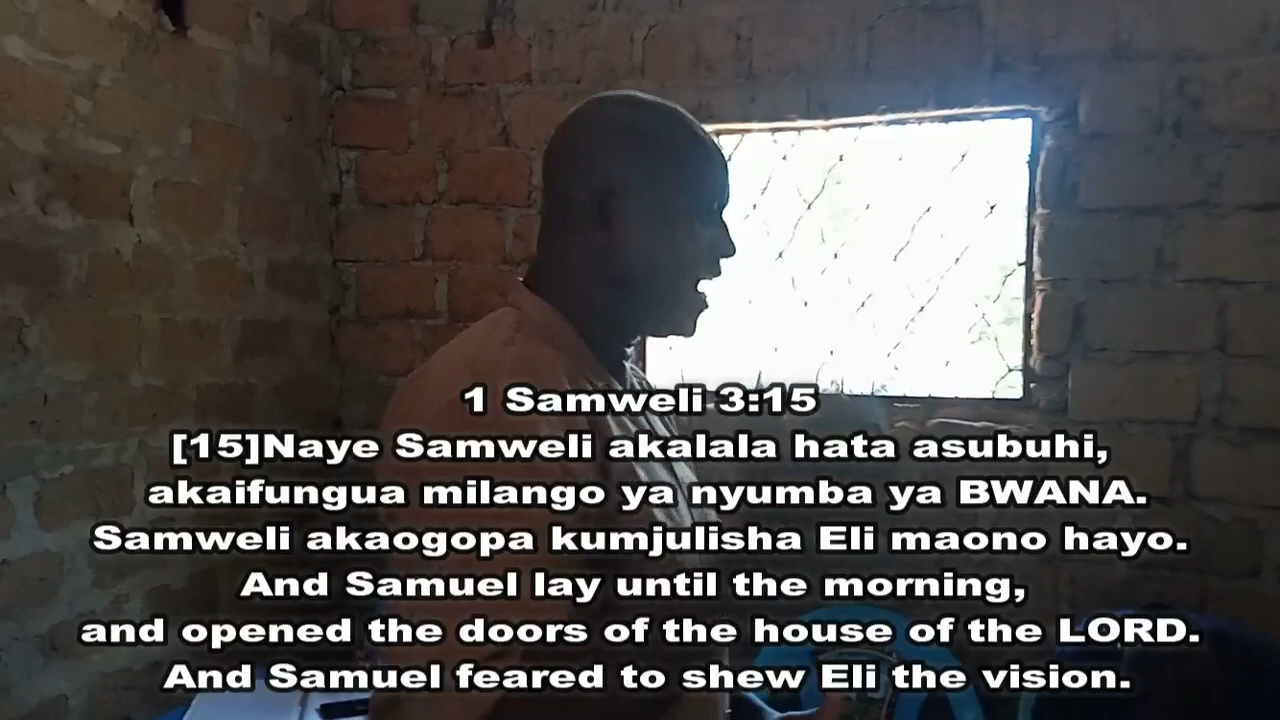 1 Samweli 3:15
[15]Naye Samweli akalala hata asubuhi,
akaifungua milango ya nyumba ya BWANA.
Samweli akaogopa kumjulisha Eli maono hayo.
And Samuel lay until the morning,
and opened the doors of the house of the LORD.
And Samuel feared to shew Eli the vision.